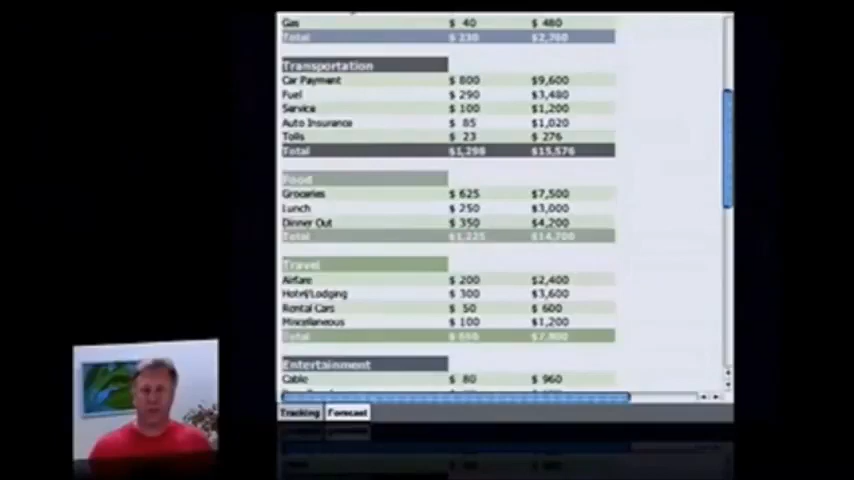 Gas $ 40 $ 480
Total $ 230 $2,760
Transportation
Car Payment $ 800 $9,600
Fuel $ 290 $3,480
Service $ 100 $1,200
Auto Insurance $ 85 $1,020
Tolls $ 23 $ 276
Total $1,298 $15,576
Food
Groceries $ 625 $7,500
Lunch $ 250 $3,000
Dinner Out $ 350 $4,200
Total $1,225 $14,700
Travel
Airfare $ 200 $2,400
Hotel/Lodging $ 300 $3,600
Rental Cars $ 50 $ 600
Miscellaneous $ 100 $1,200
Total $ 650 $7,800
Entertainment
Cable $ 80 $ 960
Tracking Forecast